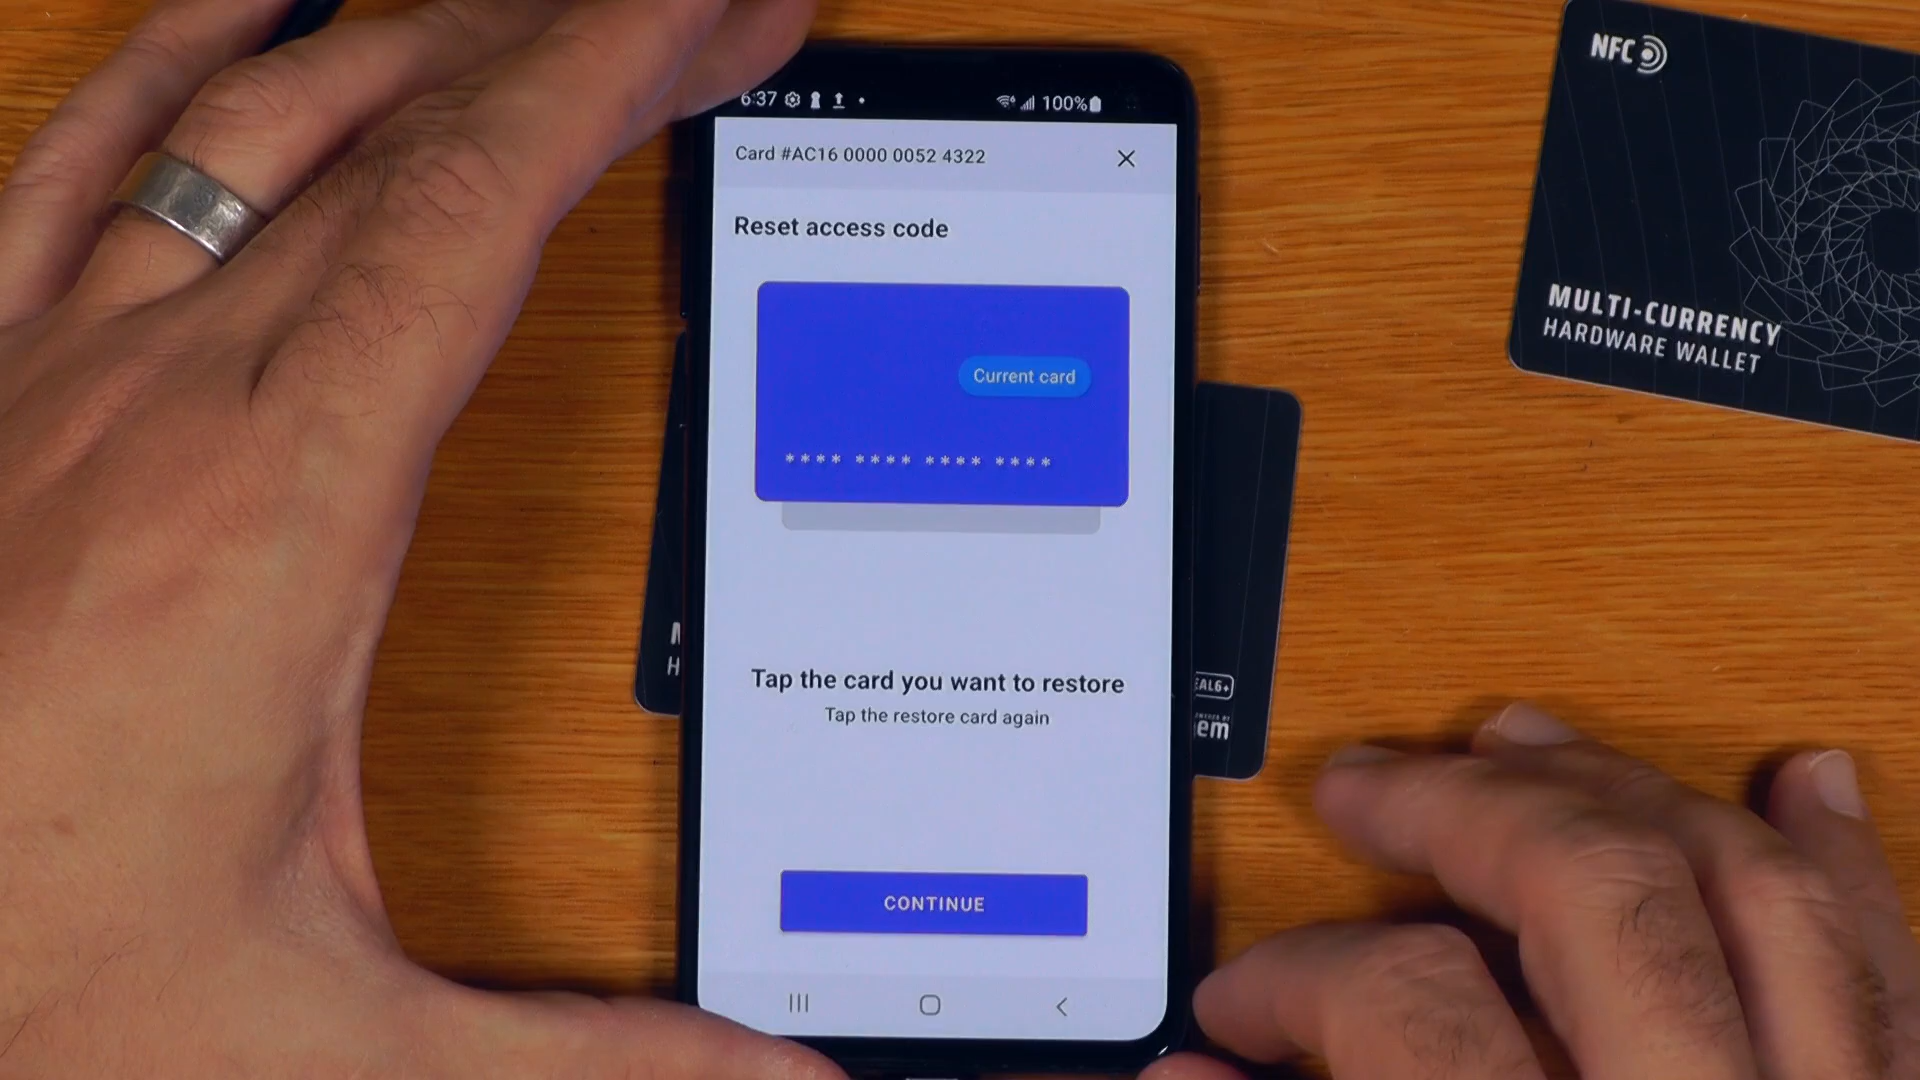 6:37
100%
Card #AC16 0000 0052 4322
Reset access code
Current card
**** **** **** ****
Tap the card you want to restore
Tap the restore card again
CONTINUE
NFC
MULTI-CURRENCY
HARDWARE WALLET
EAL6+
em